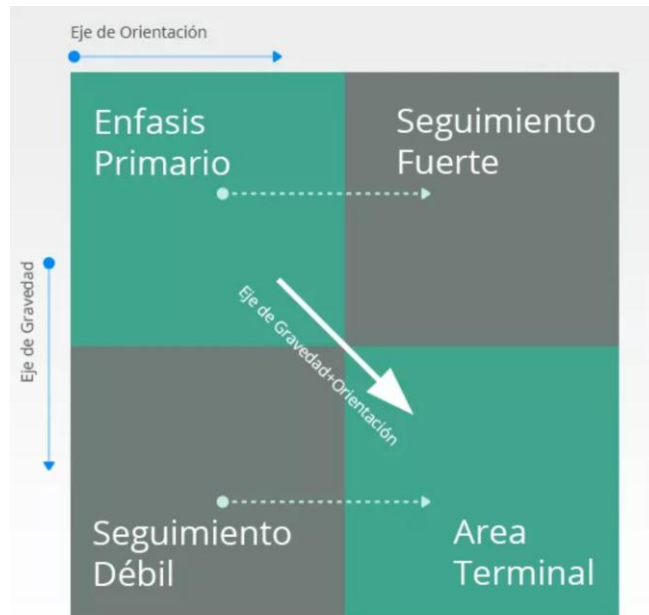 Eje de Orientación
Enfasis
Primario
Seguimiento
Fuerte
Eje de Gravedad
Eje de Gravedad+Orientación
Seguimiento
Débil
Area
Terminal